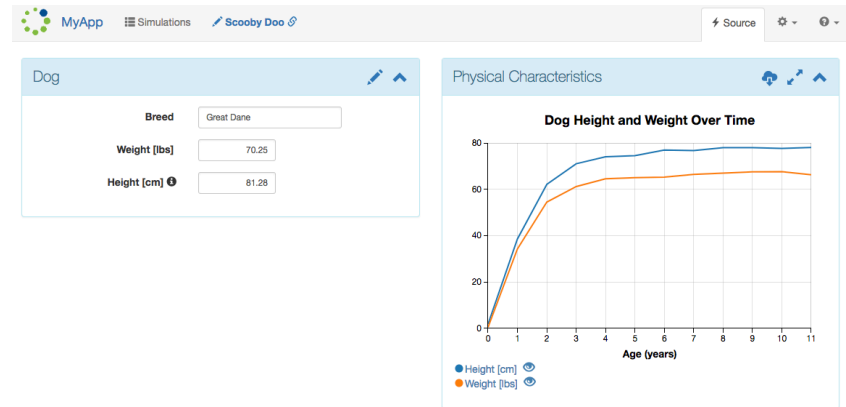 MyApp Simulations Scooby Doo Source
Dog
Breed Great Dane
Weight [lbs] 70.25
Height [cm] 81.28
Physical Characteristics
Dog Height and Weight Over Time
80
60
40
20
0
0 1 2 3 4 5 6 7 8 9 10 11
Age (years)
Height [cm]
Weight [lbs]